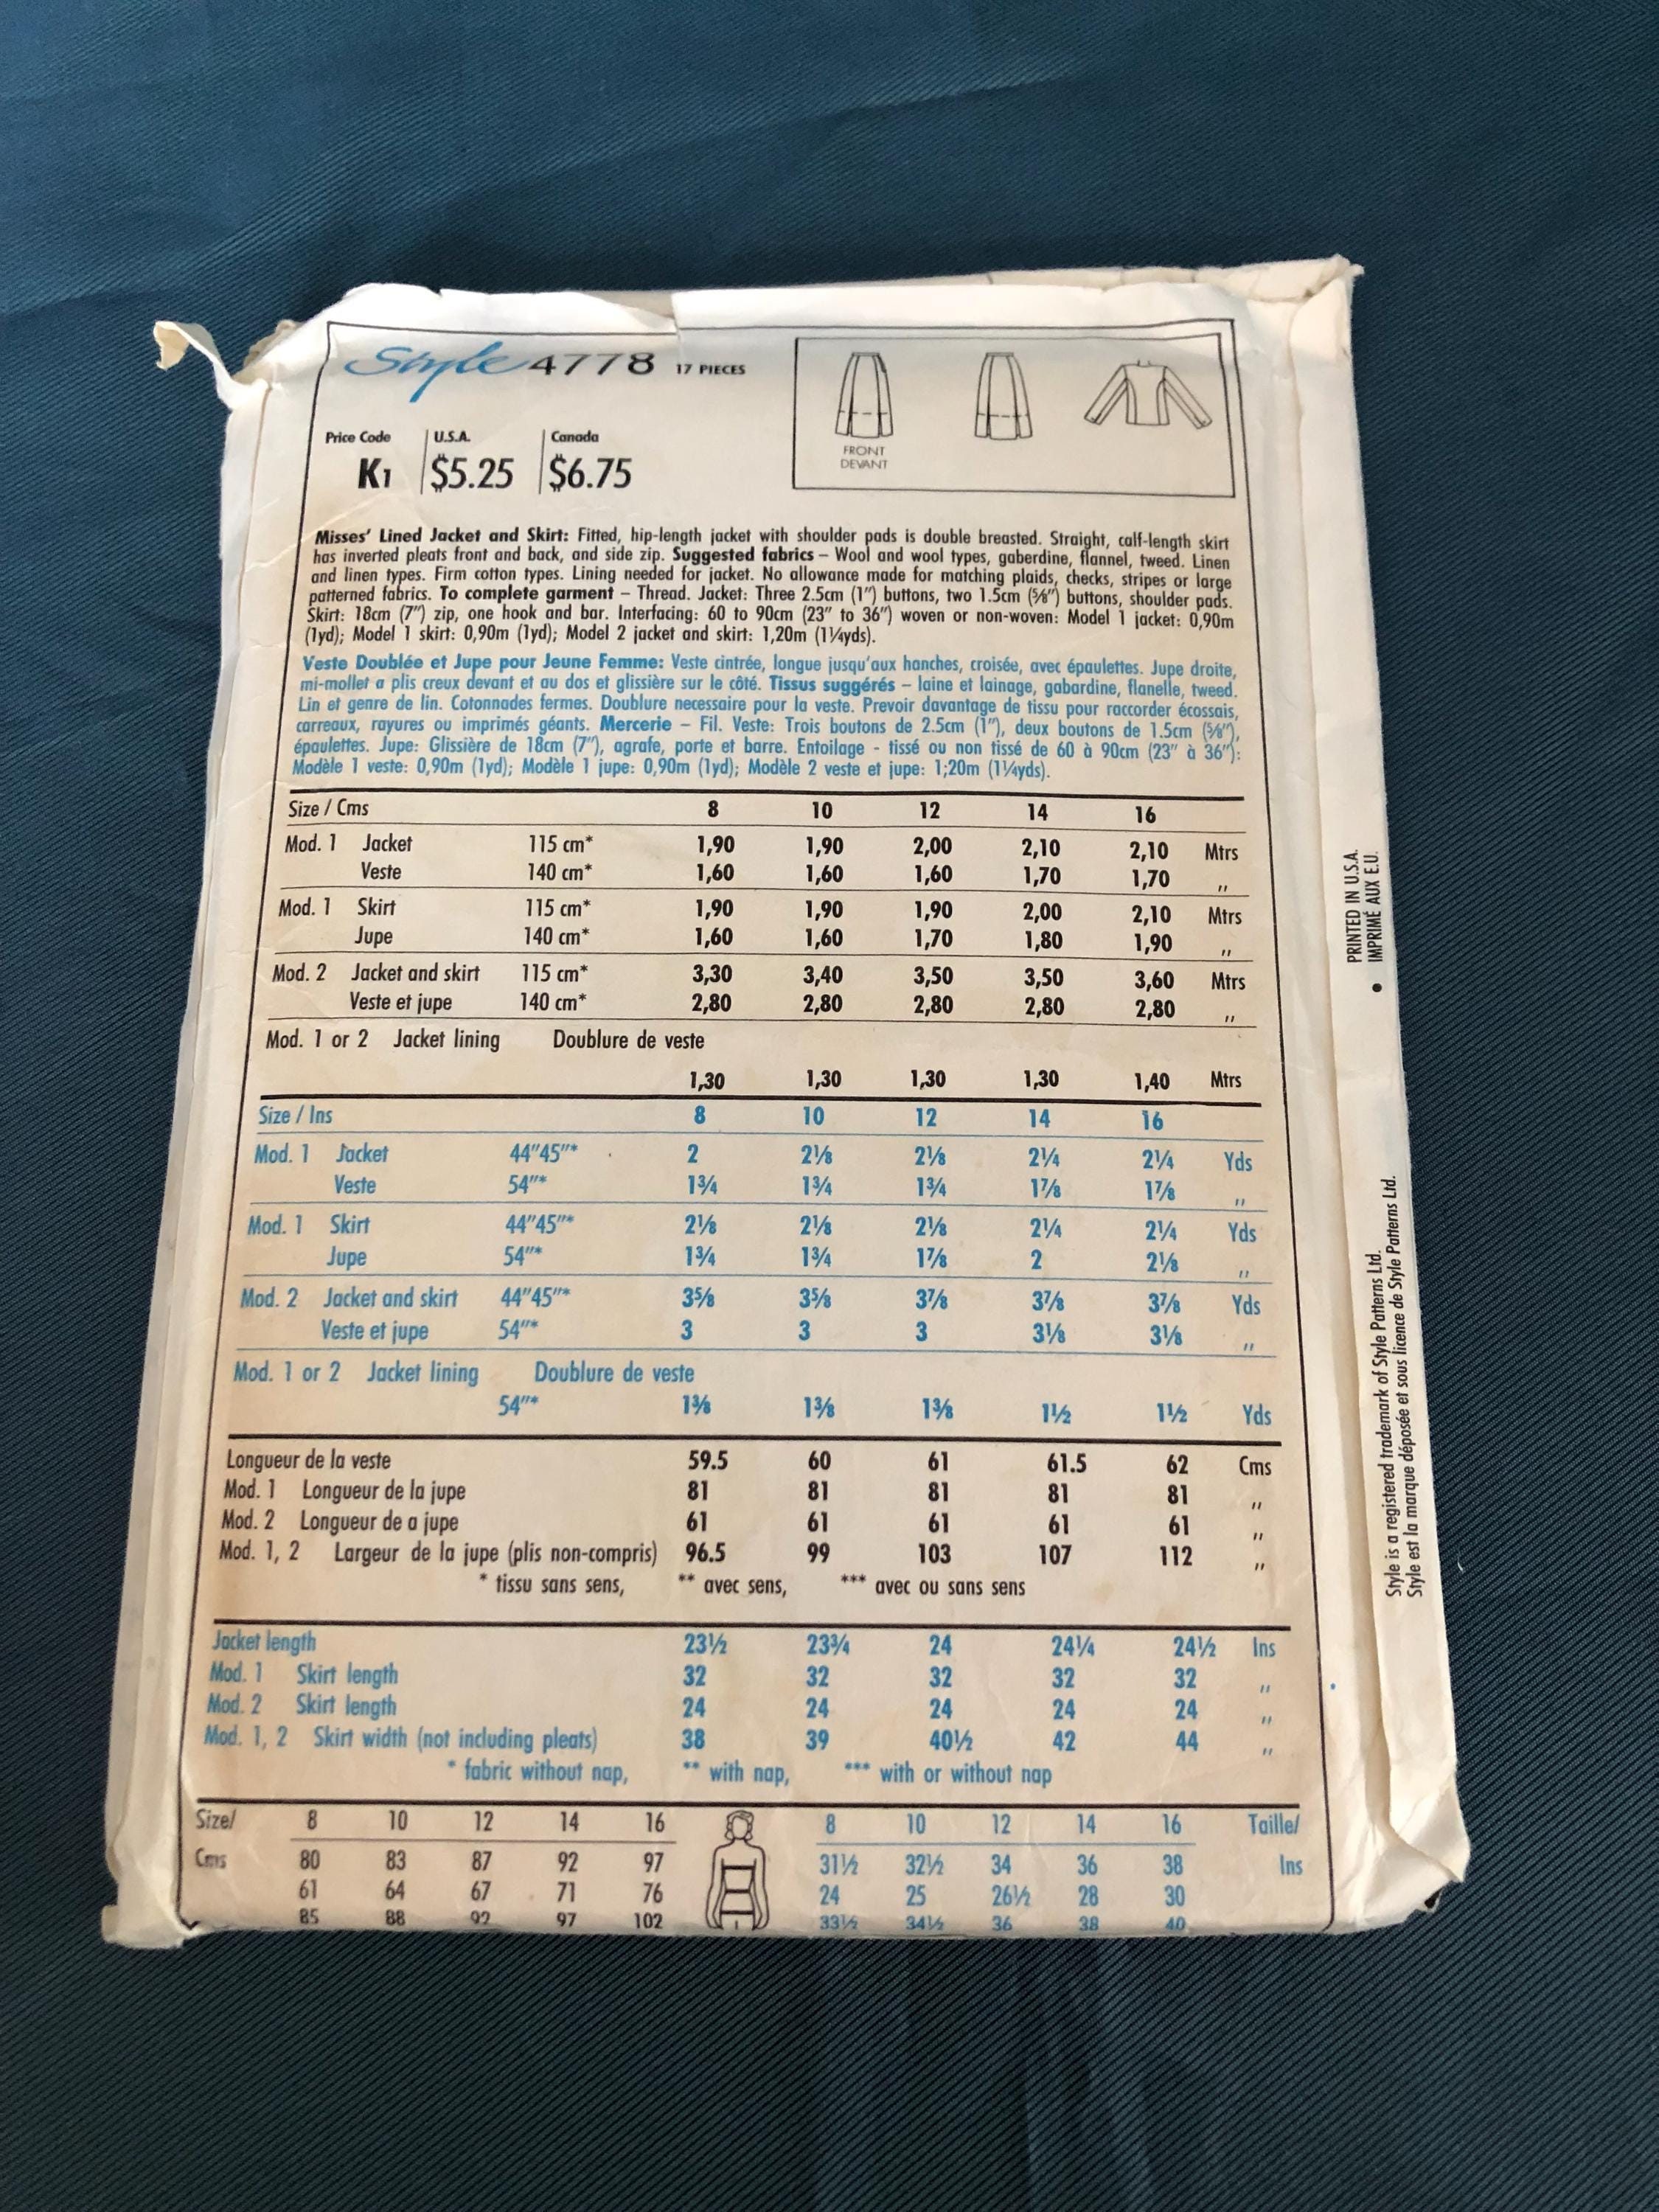 Style 4778 17 PIECES
FRONT
DEVANT
Price Code U.S.A. Canada
K1 $5.25 $6.75
Misses' Lined Jacket and Skirt: Fitted, hip-length jacket with shoulder pads is double breasted. Straight, calf-length skirt
has inverted pleats front and back, and side zip. Suggested fabrics – Wool and wool types, gaberdine, flannel, tweed. Linen
and linen types. Firm cotton types. Lining needed for jacket. No allowance made for matching plaids, checks, stripes or large
patterned fabrics. To complete garment – Thread. Jacket: Three 2.5cm (1") buttons, two 1.5cm (⅝") buttons, shoulder pads.
Skirt: 18cm (7") zip, one hook and bar. Interfacing: 60 to 90cm (23" to 36") woven or non-woven: Model 1 jacket: 0,90m
(1yd); Model 1 skirt: 0,90m (1yd); Model 2 jacket and skirt: 1,20m (1¼yds).
Veste Doublée et Jupe pour Jeune Femme: Veste cintrée, longue jusqu'aux hanches, croisée, avec épaulettes. Jupe droite,
mi-mollet a plis creux devant et au dos et glissière sur le côté. Tissus suggérés – laine et lainage, gabardine, flanelle, tweed.
Lin et genre de lin. Cotonnades fermes. Doublure necessaire pour la veste. Prevoir davantage de tissu pour raccorder écossais,
carreaux, rayures ou imprimés géants. Mercerie – Fil. Veste: Trois boutons de 2.5cm (1"), deux boutons de 1.5cm (⅝"),
épaulettes. Jupe: Glissière de 18cm (7"), agrafe, porte et barre. Entoilage - tissé ou non tissé de 60 à 90cm (23" à 36"):
Modèle 1 veste: 0,90m (1yd); Modèle 1 jupe: 0,90m (1yd); Modèle 2 veste et jupe: 1;20m (1¼yds).
Size / Cms 8 10 12 14 16
Mod. 1 Jacket 115 cm* 1,90 1,90 2,00 2,10 2,10 Mtrs
Veste 140 cm* 1,60 1,60 1,60 1,70 1,70 ,,
Mod. 1 Skirt 115 cm* 1,90 1,90 1,90 2,00 2,10 Mtrs
Jupe 140 cm* 1,60 1,60 1,70 1,80 1,90 ,,
Mod. 2 Jacket and skirt 115 cm* 3,30 3,40 3,50 3,50 3,60 Mtrs
Veste et jupe 140 cm* 2,80 2,80 2,80 2,80 2,80 ,,
Mod. 1 or 2 Jacket lining Doublure de veste
1,30 1,30 1,30 1,30 1,40 Mtrs
Size / Ins 8 10 12 14 16
Mod. 1 Jacket 44"45"* 2 2⅛ 2⅛ 2¼ 2¼ Yds
Veste 54"* 1¾ 1¾ 1¾ 1⅞ 1⅞ ,,
Mod. 1 Skirt 44"45"* 2⅛ 2⅛ 2⅛ 2¼ 2¼ Yds
Jupe 54"* 1¾ 1¾ 1⅞ 2 2⅛ ,,
Mod. 2 Jacket and skirt 44"45"* 3⅝ 3⅝ 3⅞ 3⅞ 3⅞ Yds
Veste et jupe 54"* 3 3 3 3⅛ 3⅛ ,,
Mod. 1 or 2 Jacket lining Doublure de veste
54"* 1⅜ 1⅜ 1⅜ 1½ 1½ Yds
Longueur de la veste 59.5 60 61 61.5 62 Cms
Mod. 1 Longueur de la jupe 81 81 81 81 81 ,,
Mod. 2 Longueur de a jupe 61 61 61 61 61 ,,
Mod. 1, 2 Largeur de la jupe (plis non-compris) 96.5 99 103 107 112 ,,
* tissu sans sens, ** avec sens, *** avec ou sans sens
Jacket length 23½ 23¾ 24 24¼ 24½ Ins
Mod. 1 Skirt length 32 32 32 32 32 ,,
Mod. 2 Skirt length 24 24 24 24 24 ,,
Mod. 1, 2 Skirt width (not including pleats) 38 39 40½ 42 44 ,,
* fabric without nap, ** with nap, *** with or without nap
Size/ 8 10 12 14 16 8 10 12 14 16 Taille/
Cms 80 83 87 92 97 31½ 32½ 34 36 38 Ins
61 64 67 71 76 24 25 26½ 28 30
85 88 92 97 102 33½ 34½ 36 38 40
PRINTED IN U.S.A.
• IMPRIMÉ AUX E.U.
Style is a registered trademark of Style Patterns Ltd.
Style est la marque déposée et sous licence de Style Patterns Ltd.